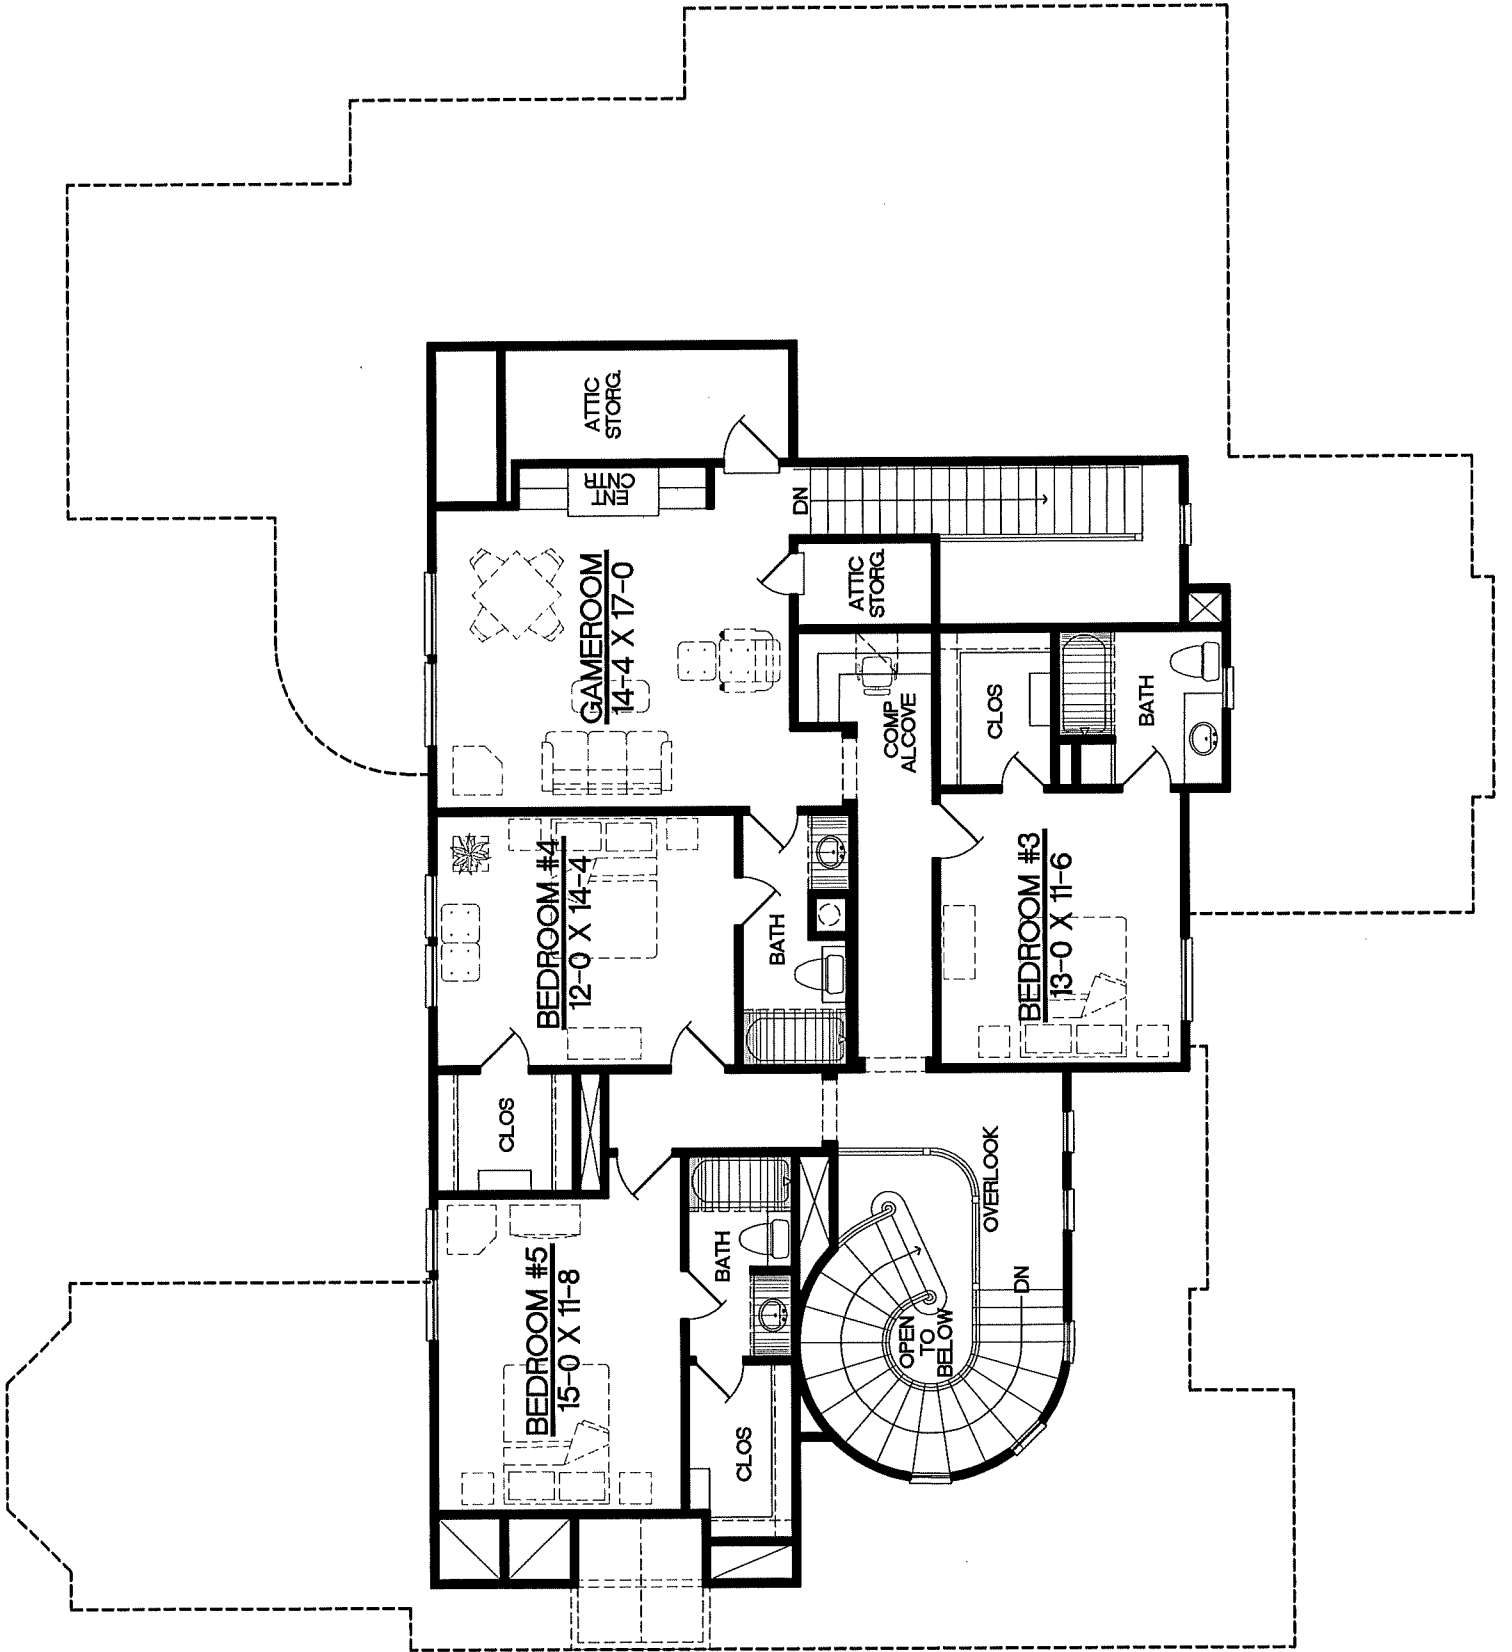 ATTIC
STORG.
ENT
CNTR
DN
GAMEROOM
14-4 X 17-0
ATTIC
STORG.
COMP
ALCOVE
CLOS
BATH
BEDROOM #4
12-0 X 14-4
BATH
BEDROOM #3
13-0 X 11-6
CLOS
OVERLOOK
BEDROOM #5
15-0 X 11-8
BATH
DN
OPEN
TO
BELOW
CLOS